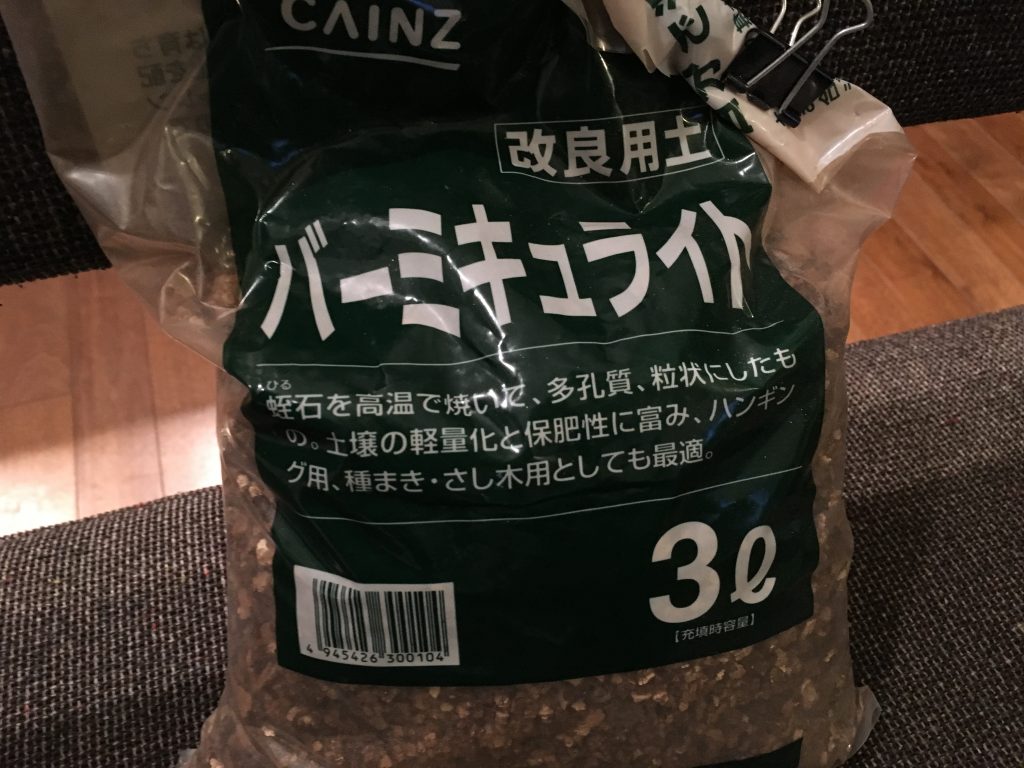 CAINZ
改良用土
バーミキュライト
ひる
蛭石を高温で焼いて、多孔質、粒状にしたも
の。土壌の軽量化と保肥性に富み、ハンギン
グ用、種まき・さし木用としても最適。
3ℓ
【充填時容量】
4 945426 300104